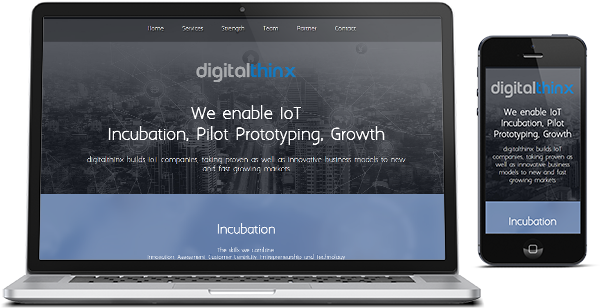 Home Services Strength Team Partner Contact
digitalthinx
We enable IoT
Incubation, Pilot Prototyping, Growth
digitalthinx builds IoT companies, taking proven as well as innovative business models to new
and fast growing markets
Incubation
The skills we combine
Innovation Assessment, Customer Centricity, Entrepreneurship and Technology
digitalthinx
We enable IoT
Incubation, Pilot
Prototyping, Growth
digitalthinx builds IoT
companies, taking proven as
well as innovative business
models to new and fast
growing markets
Incubation